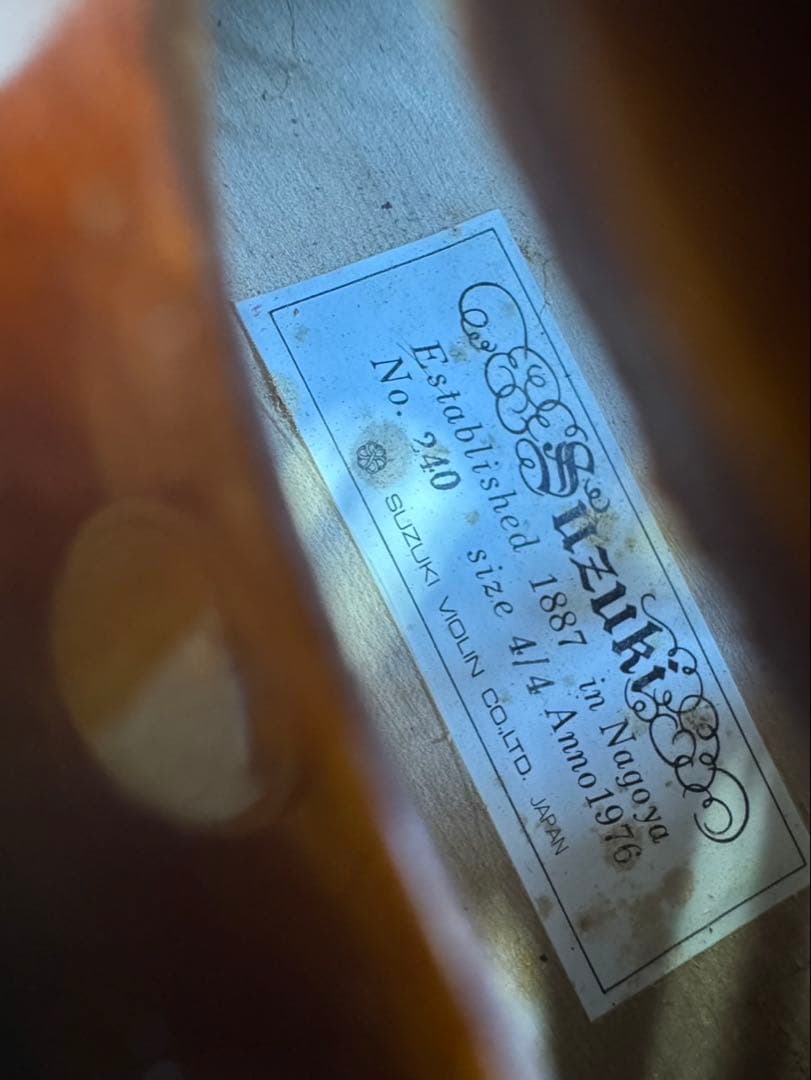 Suzuki
Established 1887 in Nagoya
No. 240 size 4/4 Anno1976
SUZUKI VIOLIN CO.,LTD. JAPAN